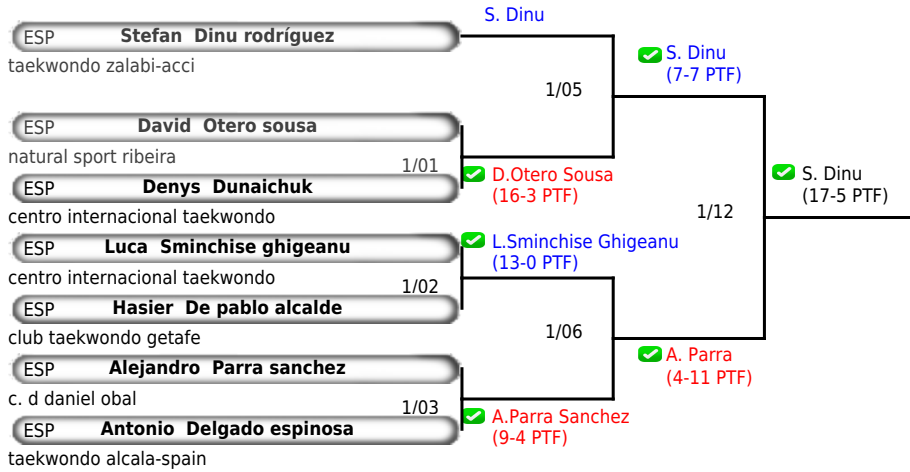 S. Dinu
ESP Stefan Dinu rodríguez
taekwondo zalabi-acci
S. Dinu
(7-7 PTF)
1/05
ESP David Otero sousa
natural sport ribeira
1/01
ESP Denys Dunaichuk
centro internacional taekwondo
D.Otero Sousa
(16-3 PTF)
S. Dinu
(17-5 PTF)
1/12
ESP Luca Sminchise ghigeanu
centro internacional taekwondo
L.Sminchise Ghigeanu
(13-0 PTF)
1/02
ESP Hasier De pablo alcalde
club taekwondo getafe
1/06
A. Parra
(4-11 PTF)
ESP Alejandro Parra sanchez
c. d daniel obal
1/03
ESP Antonio Delgado espinosa
taekwondo alcala-spain
A.Parra Sanchez
(9-4 PTF)